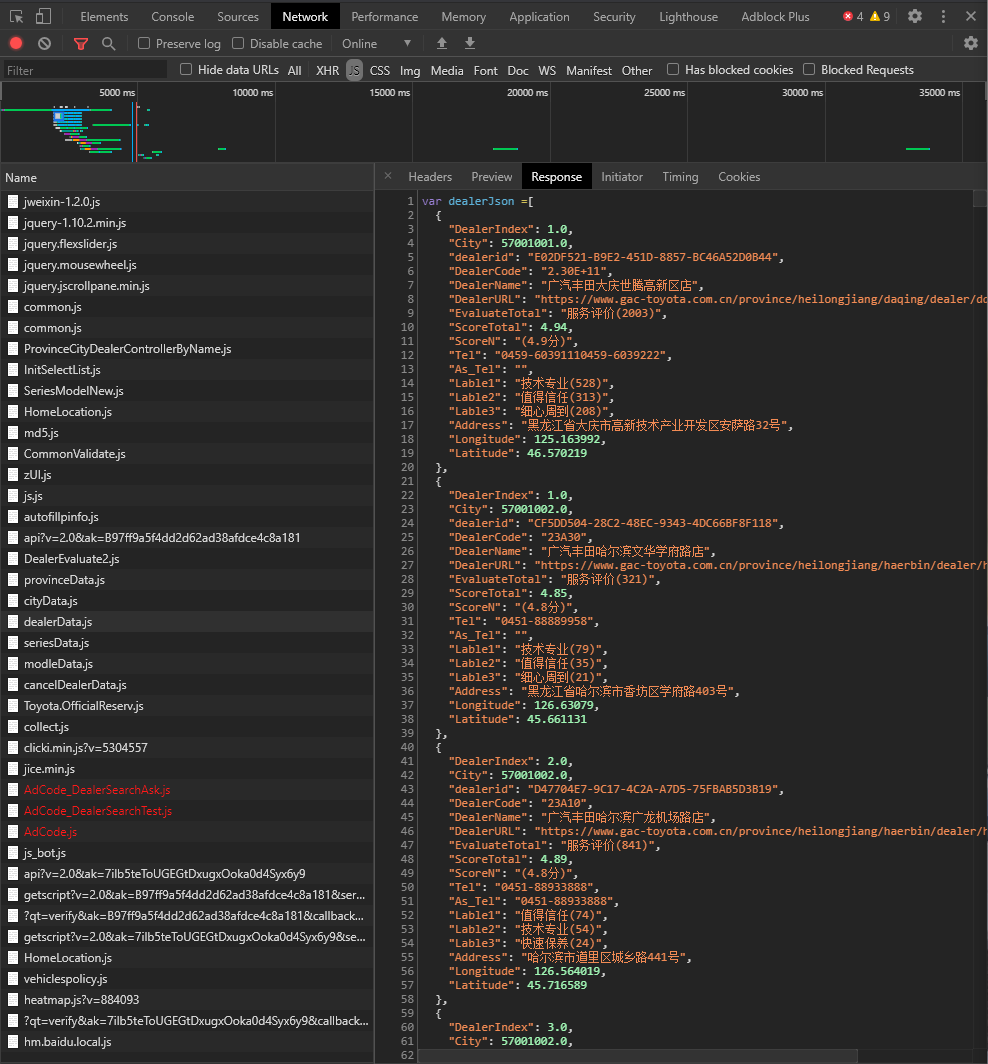 Elements Console Sources Network Performance Memory Application Security Lighthouse Adblock Plus 4 9
Preserve log Disable cache Online
Filter Hide data URLs All XHR JS CSS Img Media Font Doc WS Manifest Other Has blocked cookies Blocked Requests
5000 ms 10000 ms 15000 ms 20000 ms 25000 ms 30000 ms 35000 ms
Name
jweixin-1.2.0.js
jquery-1.10.2.min.js
jquery.flexslider.js
jquery.mousewheel.js
jquery.jscrollpane.min.js
common.js
common.js
ProvinceCityDealerControllerByName.js
InitSelectList.js
SeriesModelNew.js
HomeLocation.js
md5.js
CommonValidate.js
zUI.js
js.js
autofillpinfo.js
api?v=2.0&ak=B97ff9a5f4dd2d62ad38afdce4c8a181
DealerEvaluate2.js
provinceData.js
cityData.js
dealerData.js
seriesData.js
modleData.js
cancelDealerData.js
Toyota.OfficialReserv.js
collect.js
clicki.min.js?v=5304557
jice.min.js
AdCode_DealerSearchAsk.js
AdCode_DealerSearchTest.js
AdCode.js
js_bot.js
api?v=2.0&ak=7iIb5teToUGEGtDxugxOoka0d4Syx6y9
getscript?v=2.0&ak=B97ff9a5f4dd2d62ad38afdce4c8a181&ser...
?qt=verify&ak=B97ff9a5f4dd2d62ad38afdce4c8a181&callback...
getscript?v=2.0&ak=7iIb5teToUGEGtDxugxOoka0d4Syx6y9&se...
HomeLocation.js
vehiclespolicy.js
heatmap.js?v=884093
?qt=verify&ak=7iIb5teToUGEGtDxugxOoka0d4Syx6y9&callback...
hm.baidu.local.js
Headers Preview Response Initiator Timing Cookies
1 var dealerJson =[
2 {
3 "DealerIndex": 1.0,
4 "City": 57001001.0,
5 "dealerid": "E02DF521-B9E2-451D-8857-BC46A52D0B44",
6 "DealerCode": "2.30E+11",
7 "DealerName": "广汽丰田大庆世腾高新区店",
8 "DealerURL": "https://www.gac-toyota.com.cn/province/heilongjiang/daqing/dealer/dc
9 "EvaluateTotal": "服务评价(2003)",
10 "ScoreTotal": 4.94,
11 "ScoreN": "(4.9分)",
12 "Tel": "0459-60391110459-6039222",
13 "As_Tel": "",
14 "Lable1": "技术专业(528)",
15 "Lable2": "值得信任(313)",
16 "Lable3": "细心周到(208)",
17 "Address": "黑龙江省大庆市高新技术产业开发区安萨路32号",
18 "Longitude": 125.163992,
19 "Latitude": 46.570219
20 },
21 {
22 "DealerIndex": 1.0,
23 "City": 57001002.0,
24 "dealerid": "CF5DD504-28C2-48EC-9343-4DC66BF8F118",
25 "DealerCode": "23A30",
26 "DealerName": "广汽丰田哈尔滨文华学府路店",
27 "DealerURL": "https://www.gac-toyota.com.cn/province/heilongjiang/haerbin/dealer/h
28 "EvaluateTotal": "服务评价(321)",
29 "ScoreTotal": 4.85,
30 "ScoreN": "(4.8分)",
31 "Tel": "0451-88889958",
32 "As_Tel": "",
33 "Lable1": "技术专业(79)",
34 "Lable2": "值得信任(35)",
35 "Lable3": "细心周到(21)",
36 "Address": "黑龙江省哈尔滨市香坊区学府路403号",
37 "Longitude": 126.63079,
38 "Latitude": 45.661131
39 },
40 {
41 "DealerIndex": 2.0,
42 "City": 57001002.0,
43 "dealerid": "D47704E7-9C17-4C2A-A7D5-75FBAB5D3B19",
44 "DealerCode": "23A10",
45 "DealerName": "广汽丰田哈尔滨广龙机场路店",
46 "DealerURL": "https://www.gac-toyota.com.cn/province/heilongjiang/haerbin/dealer/h
47 "EvaluateTotal": "服务评价(841)",
48 "ScoreTotal": 4.89,
49 "ScoreN": "(4.8分)",
50 "Tel": "0451-88933888",
51 "As_Tel": "0451-88933888",
52 "Lable1": "值得信任(74)",
53 "Lable2": "技术专业(54)",
54 "Lable3": "快速保养(24)",
55 "Address": "哈尔滨市道里区城乡路441号",
56 "Longitude": 126.564019,
57 "Latitude": 45.716589
58 },
59 {
60 "DealerIndex": 3.0,
61 "City": 57001002.0,
62